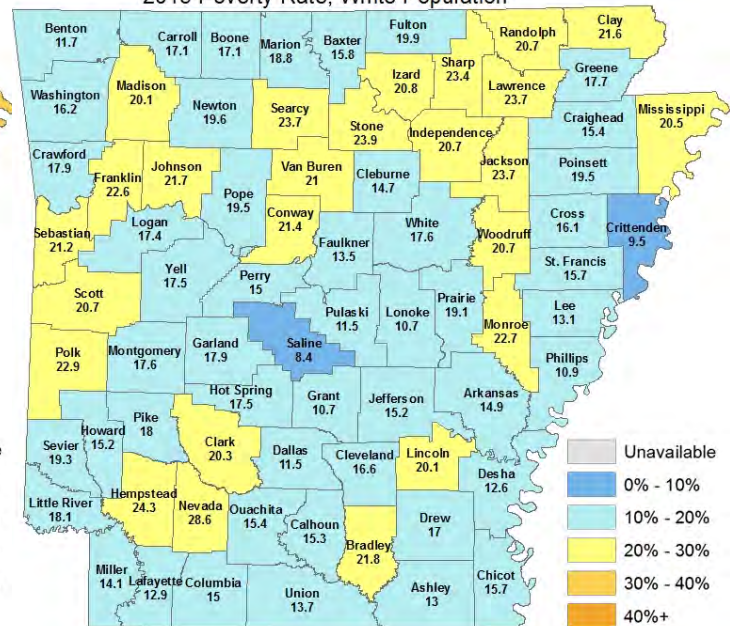 2018 Poverty Rate, White Population
Benton
11.7
Carroll
17.1
Boone
17.1
Marion
18.8
Baxter
15.8
Fulton
19.9
Randolph
20.7
Clay
21.6
Washington
16.2
Madison
20.1
Newton
19.6
Searcy
23.7
Stone
23.9
Izard
20.8
Sharp
23.4
Lawrence
23.7
Greene
17.7
Independence
20.7
Craighead
15.4
Mississippi
20.5
Crawford
17.9
Franklin
22.6
Johnson
21.7
Pope
19.5
Van Buren
21
Cleburne
14.7
Jackson
23.7
Poinsett
19.5
Sebastian
21.2
Logan
17.4
Conway
21.4
Faulkner
13.5
White
17.6
Woodruff
20.7
Cross
16.1
Crittenden
9.5
Scott
20.7
Yell
17.5
Perry
15
St. Francis
15.7
Pulaski
11.5
Lonoke
10.7
Prairie
19.1
Monroe
22.7
Lee
13.1
Polk
22.9
Montgomery
17.6
Garland
17.9
Saline
8.4
Phillips
10.9
Hot Spring
17.5
Grant
10.7
Jefferson
15.2
Arkansas
14.9
Sevier
19.3
Howard
15.2
Pike
18
Clark
20.3
Dallas
11.5
Cleveland
16.6
Lincoln
20.1
Desha
12.6
Little River
18.1
Hempstead
24.3
Nevada
28.6
Ouachita
15.4
Calhoun
15.3
Bradley
21.8
Drew
17
Miller
14.1
Lafayette
12.9
Columbia
15
Union
13.7
Ashley
13
Chicot
15.7
Unavailable
0% - 10%
10% - 20%
20% - 30%
30% - 40%
40%+